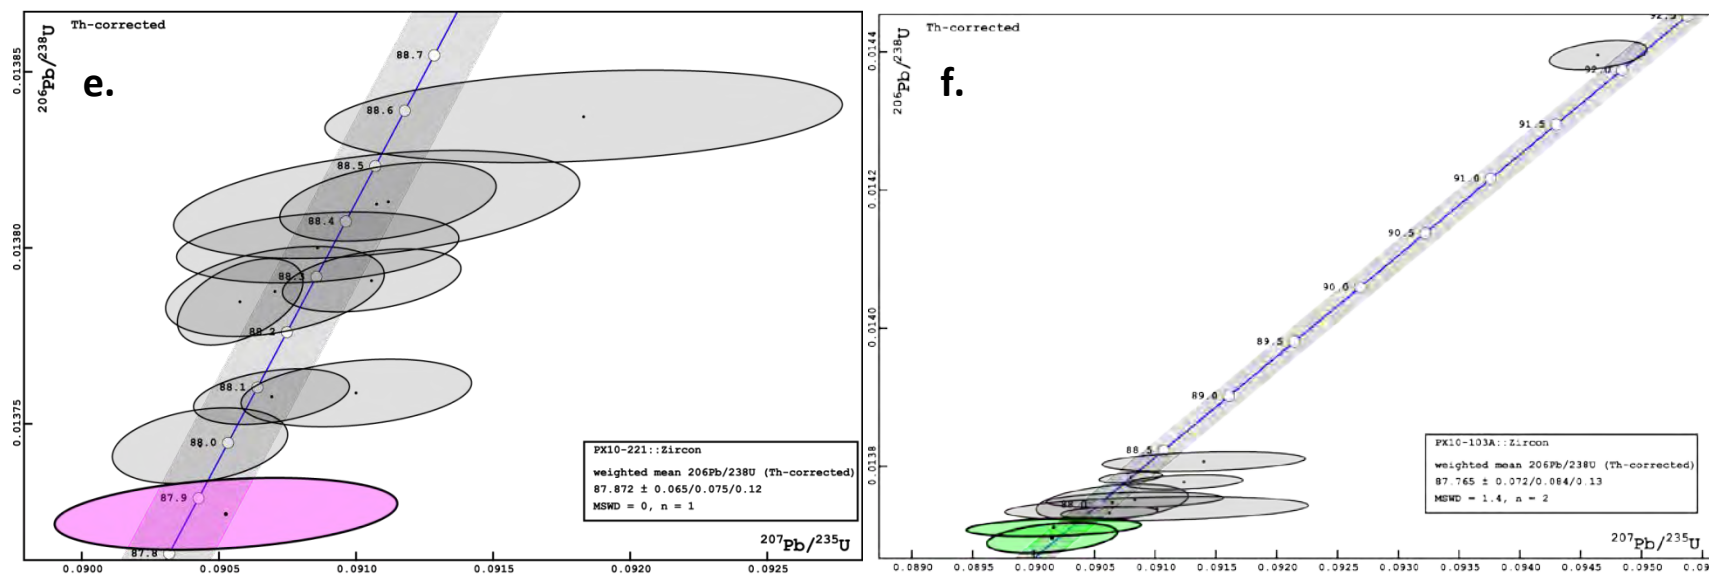 Th-corrected
e.
206Pb/238U
0.01385
0.01380
0.01375
88.7
88.6
88.5
88.4
88.3
88.2
88.1
88.0
87.9
87.8
PX10-221::Zircon
weighted mean 206Pb/238U (Th-corrected)
87.872 ± 0.065/0.075/0.12
MSWD = 0, n = 1
207Pb/235U
0.0900 0.0905 0.0910 0.0915 0.0920 0.0925
Th-corrected
f.
206Pb/238U
0.0144
0.0142
0.0140
0.0138
92.5
92.0
91.5
91.0
90.5
90.0
89.5
89.0
88.5
88.0
PX10-103A::Zircon
weighted mean 206Pb/238U (Th-corrected)
87.765 ± 0.072/0.084/0.13
MSWD = 1.4, n = 2
207Pb/235U
0.0890 0.0895 0.0900 0.0905 0.0910 0.0915 0.0920 0.0925 0.0930 0.0935 0.0940 0.0945 0.0950